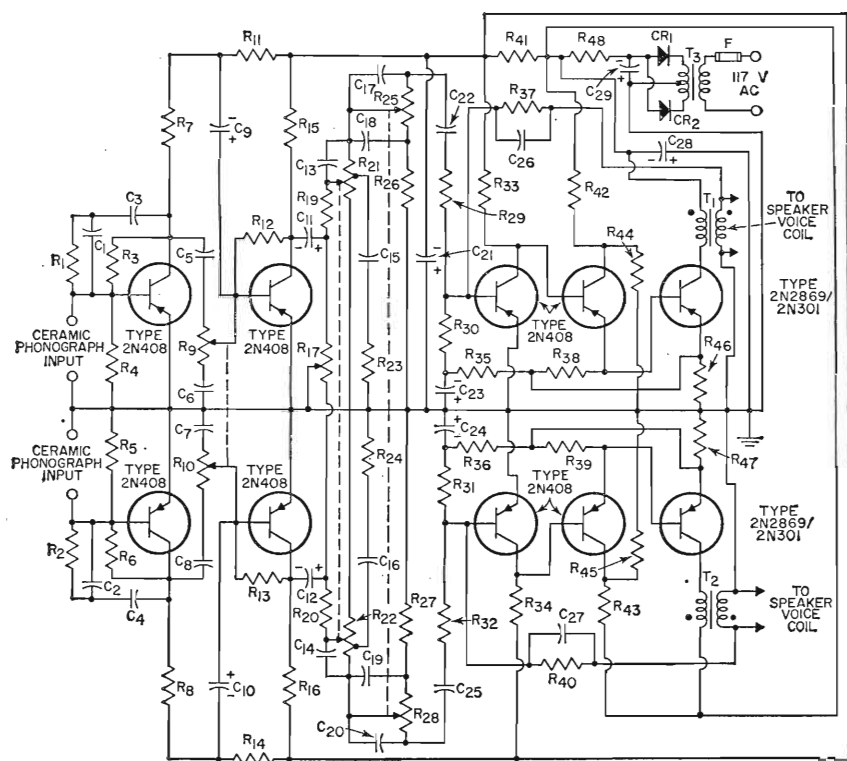 R11
R41
R48
CR1
T3
F
117 V
AC
C29
CR2
C17
R25
C22
R37
C26
C28
R7
C9
R15
C18
C13
R21
R19
R26
R33
R42
R44
T1
TO
SPEAKER
VOICE
COIL
C3
R1
C1
R3
C5
R12
C11
C15
R29
C21
TYPE
2N2869/
2N301
CERAMIC
PHONOGRAPH
INPUT
TYPE
2N408
R9
TYPE
2N408
R17
R30
TYPE
2N408
R4
C6
R23
R35
R38
R46
C23
CERAMIC
PHONOGRAPH
INPUT
R5
C7
TYPE
2N408
R10
TYPE
2N408
R24
C24
R36
R39
R47
R31
TYPE
2N408
TYPE
2N2869/
2N301
R2
C2
R6
C8
C4
R13
C12
R20
C14
R22
C16
R27
R32
R34
R45
R43
T2
TO
SPEAKER
VOICE
COIL
C27
R40
R8
C10
R16
C19
R28
C25
C20
R14